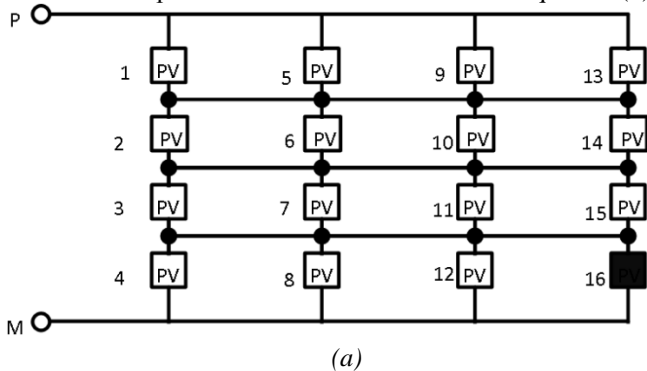 P
1 PV 5 PV 9 PV 13 PV
2 PV 6 PV 10 PV 14 PV
3 PV 7 PV 11 PV 15 PV
4 PV 8 PV 12 PV 16 PV
M
(a)